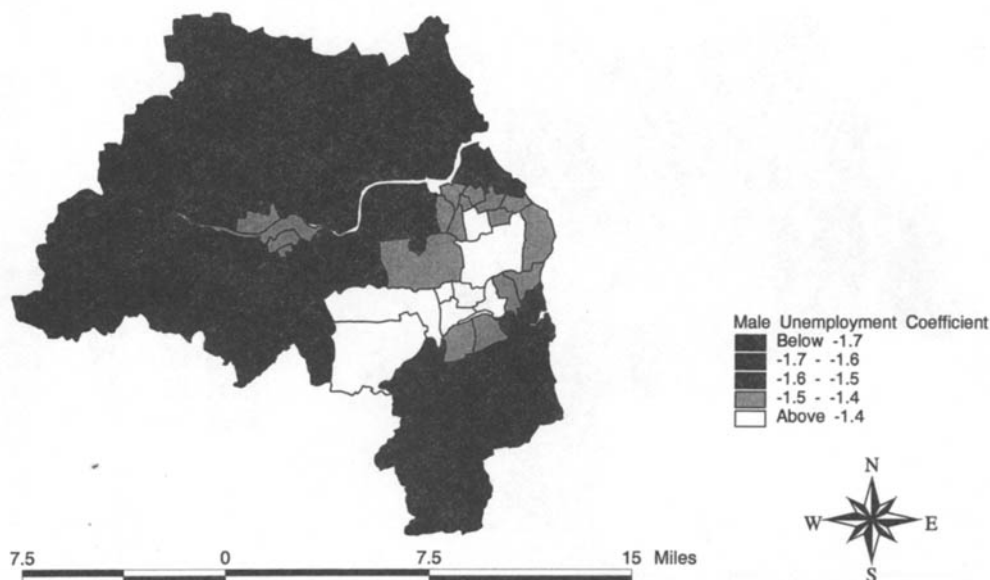 Male Unemployment Coefficient
Below -1.7
-1.7 - -1.6
-1.6 - -1.5
-1.5 - -1.4
Above -1.4
N
W E
S
7.5 0 7.5 15 Miles